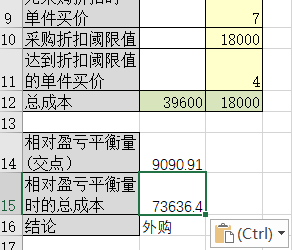 9
单件买价
7
10 采购折扣阈限值 18000
达到折扣阈限值
11 的单件买价 4
12 总成本 39600 18000
13
相对盈亏平衡量
14 (交点) 9090.91
相对盈亏平衡量
15 时的总成本 73636.4
16 结论 外购
(Ctrl)